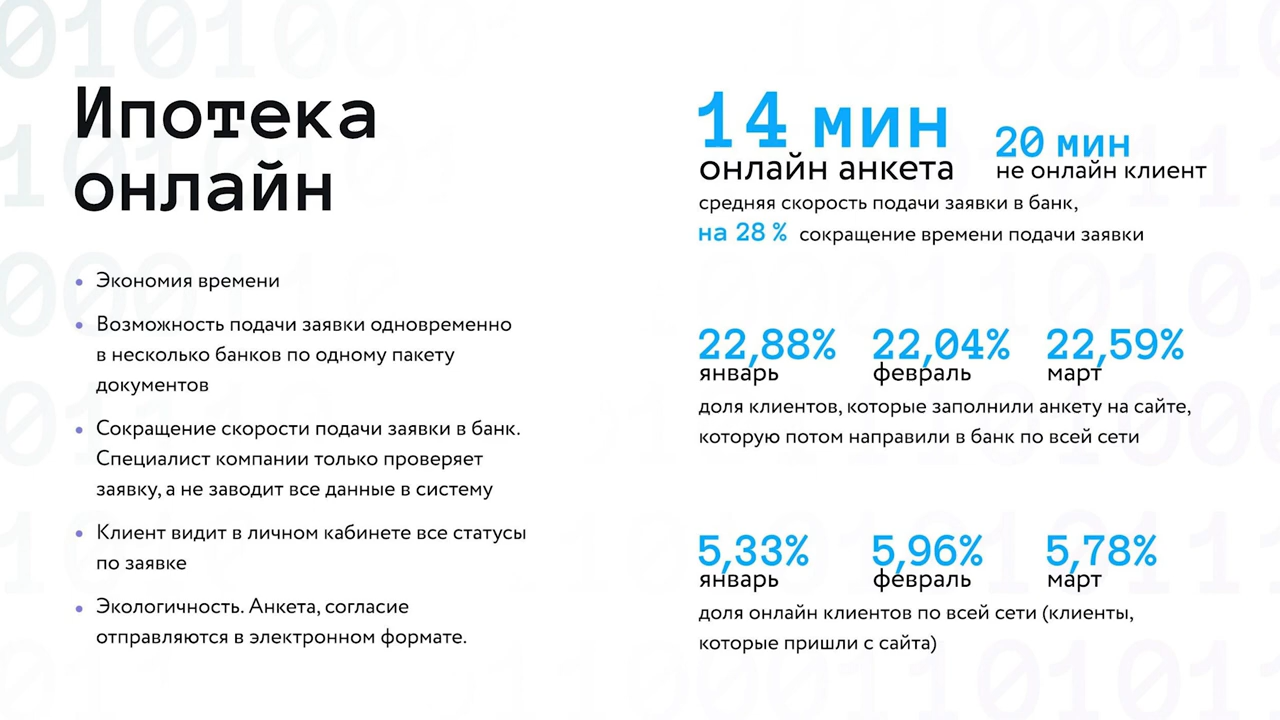 Ипотека
онлайн
• Экономия времени
• Возможность подачи заявки одновременно
в несколько банков по одному пакету
документов
• Сокращение скорости подачи заявки в банк.
Специалист компании только проверяет
заявку, а не заводит все данные в систему
• Клиент видит в личном кабинете все статусы
по заявке
• Экологичность. Анкета, согласие
отправляются в электронном формате.
14 мин
онлайн анкета
20 мин
не онлайн клиент
средняя скорость подачи заявки в банк,
на 28 % сокращение времени подачи заявки
22,88% 22,04% 22,59%
январь февраль март
доля клиентов, которые заполнили анкету на сайте,
которую потом направили в банк по всей сети
5,33% 5,96% 5,78%
январь февраль март
доля онлайн клиентов по всей сети (клиенты,
которые пришли с сайта)